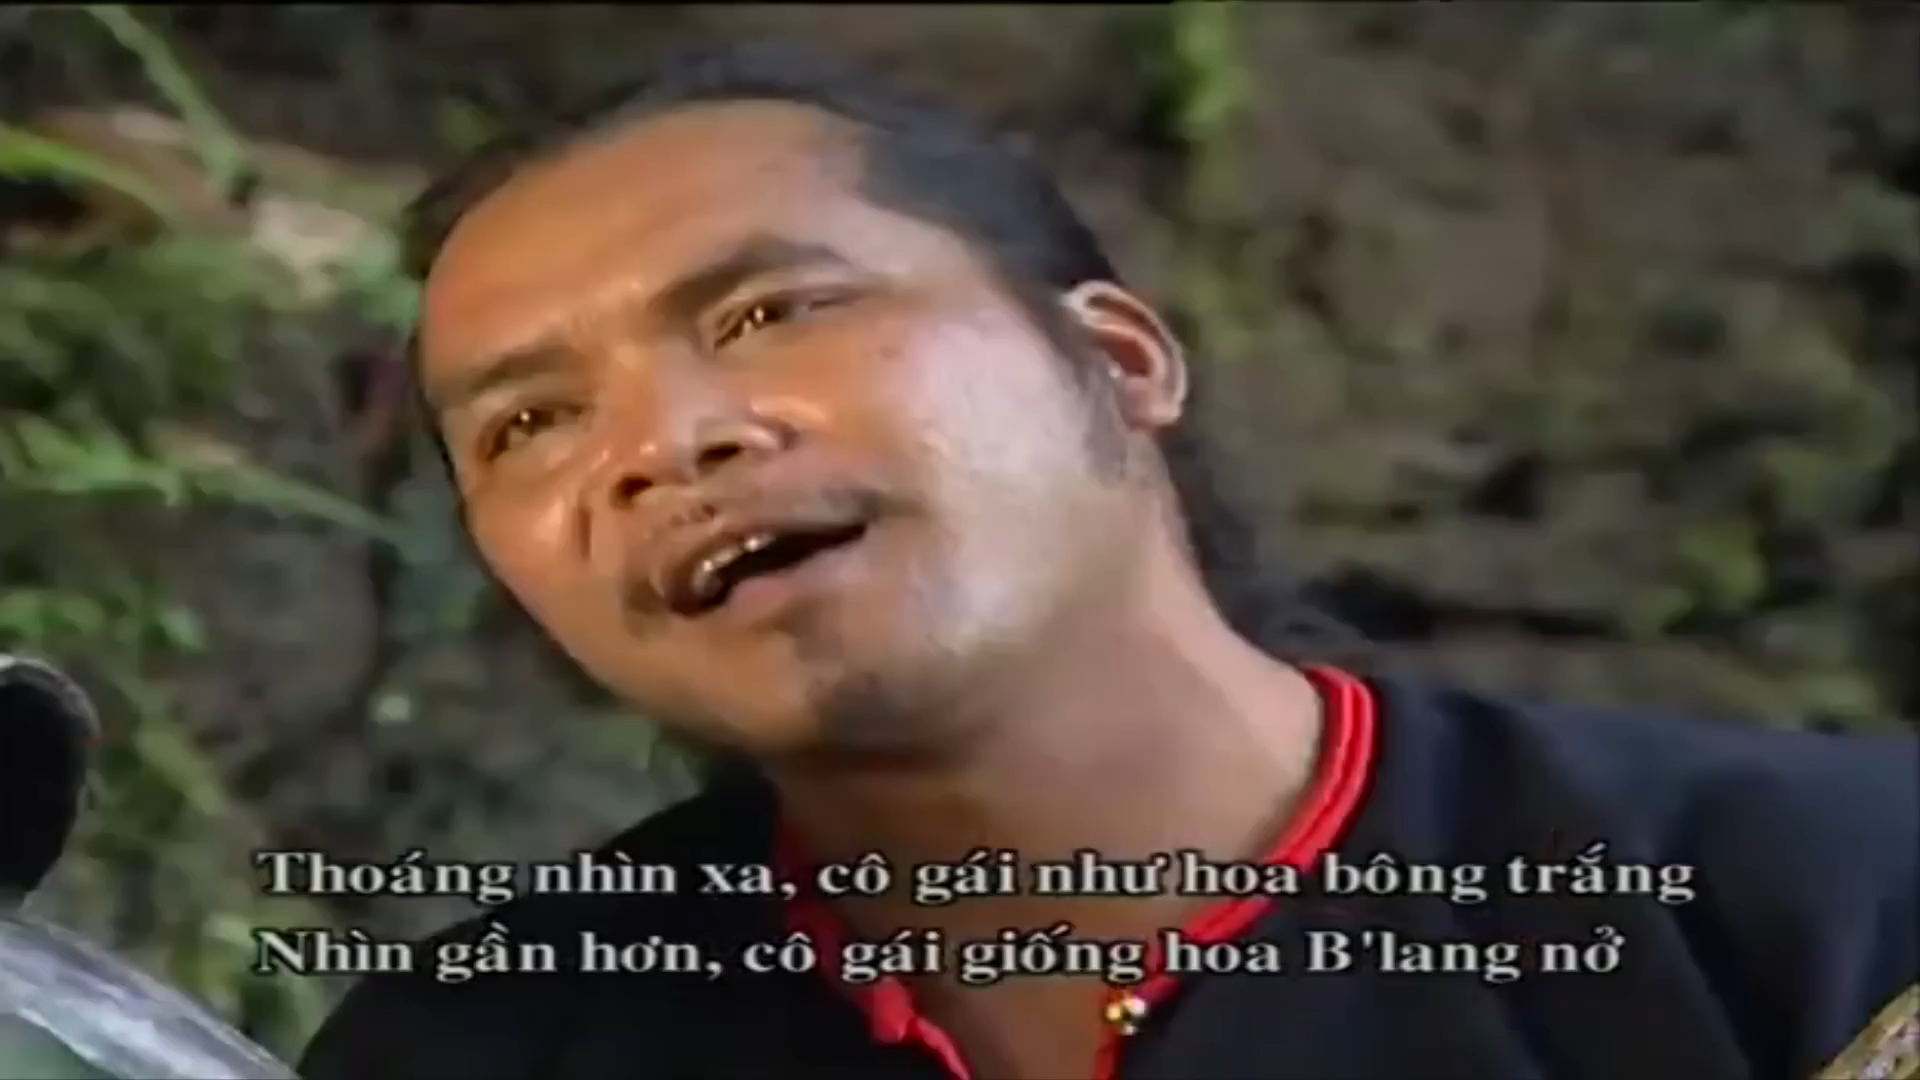 Thoáng nhìn xa, cô gái như hoa bông trắng
Nhìn gần hơn, cô gái giống hoa B'lang nở